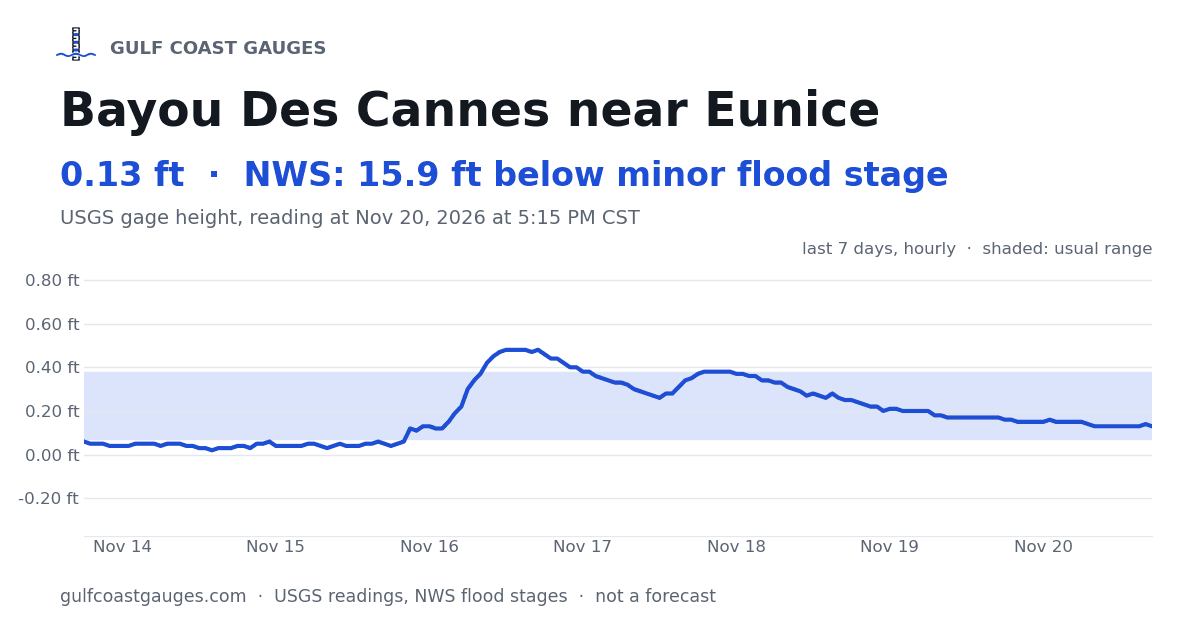 GULF COAST GAUGES
Bayou Des Cannes near Eunice
0.13 ft · NWS: 15.9 ft below minor flood stage
USGS gage height, reading at Nov 20, 2026 at 5:15 PM CST
last 7 days, hourly · shaded: usual range
0.80 ft
0.60 ft
0.40 ft
0.20 ft
0.00 ft
-0.20 ft
Nov 14 Nov 15 Nov 16 Nov 17 Nov 18 Nov 19 Nov 20
gulfcoastgauges.com · USGS readings, NWS flood stages · not a forecast